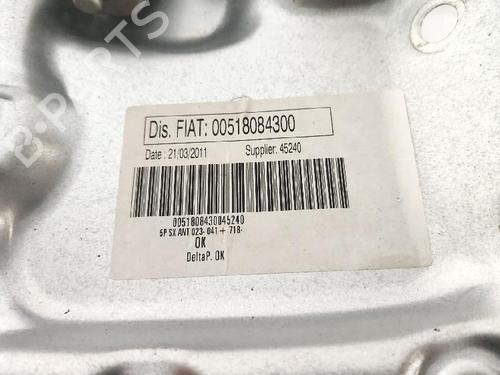 B-PARTS
Dis. FIAT: 00518084300
Date : 21/03/2011 Supplier: 45240
0051808430045240
5P SX ANT 023- 041 + 718-
OK
DeltaP. OK